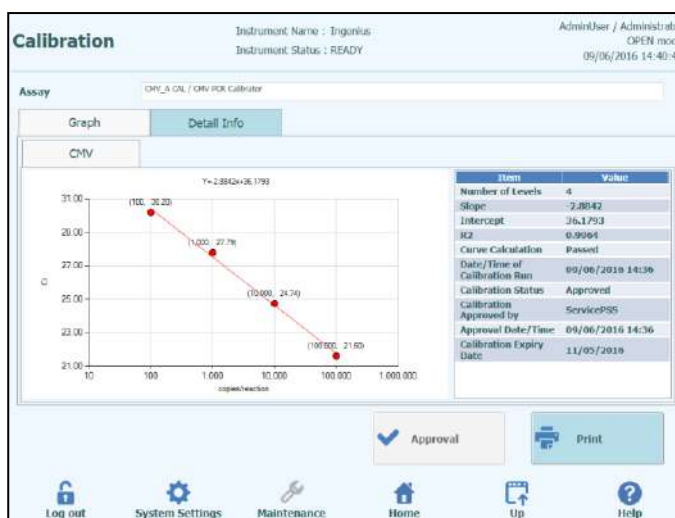 Calibration
Instrument Name : Ingenius
Instrument Status : READY
AdminUser / Administrat
OPEN mod
09/06/2016 14:40:4
Assay
CMV_A CAL / CMV PCR Calibrator
Graph
Detail Info
CMV
Y=-2.8842x+36.1793
31.00
29.00
27.00
25.00
23.00
21.00
Ct
(100, 30.20)
(1.000, 27.79)
(10.000, 24.74)
(100.000, 21.60)
10
100
1.000
10.000
100.000
1.000.000
copies/reaction
Item Value
Number of Levels 4
Slope -2.8842
Intercept 36.1793
R2 0.9964
Curve Calculation Passed
Date/Time of
Calibration Run 09/06/2016 14:36
Calibration Status Approved
Calibration
Approved by ServicePSS
Approval Date/Time 09/06/2016 14:36
Calibration Expiry
Date 11/05/2016
Approval
Print
Log out
System Settings
Maintenance
Home
Up
Help